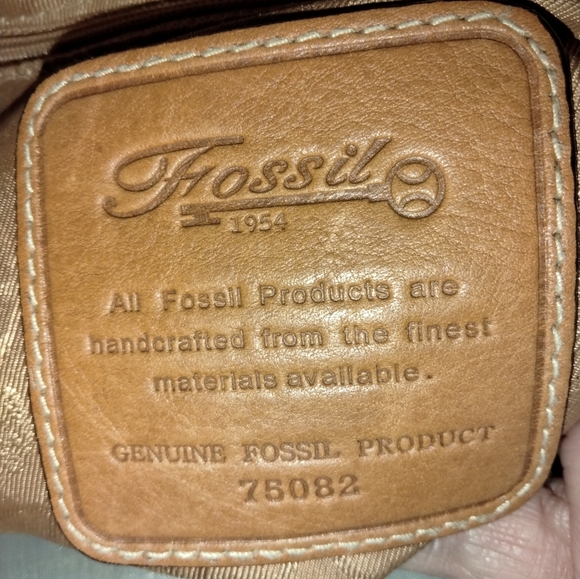 Fossil
1954
All Fossil Products are
handcrafted from the finest
materials available.
GENUINE FOSSIL PRODUCT
75082